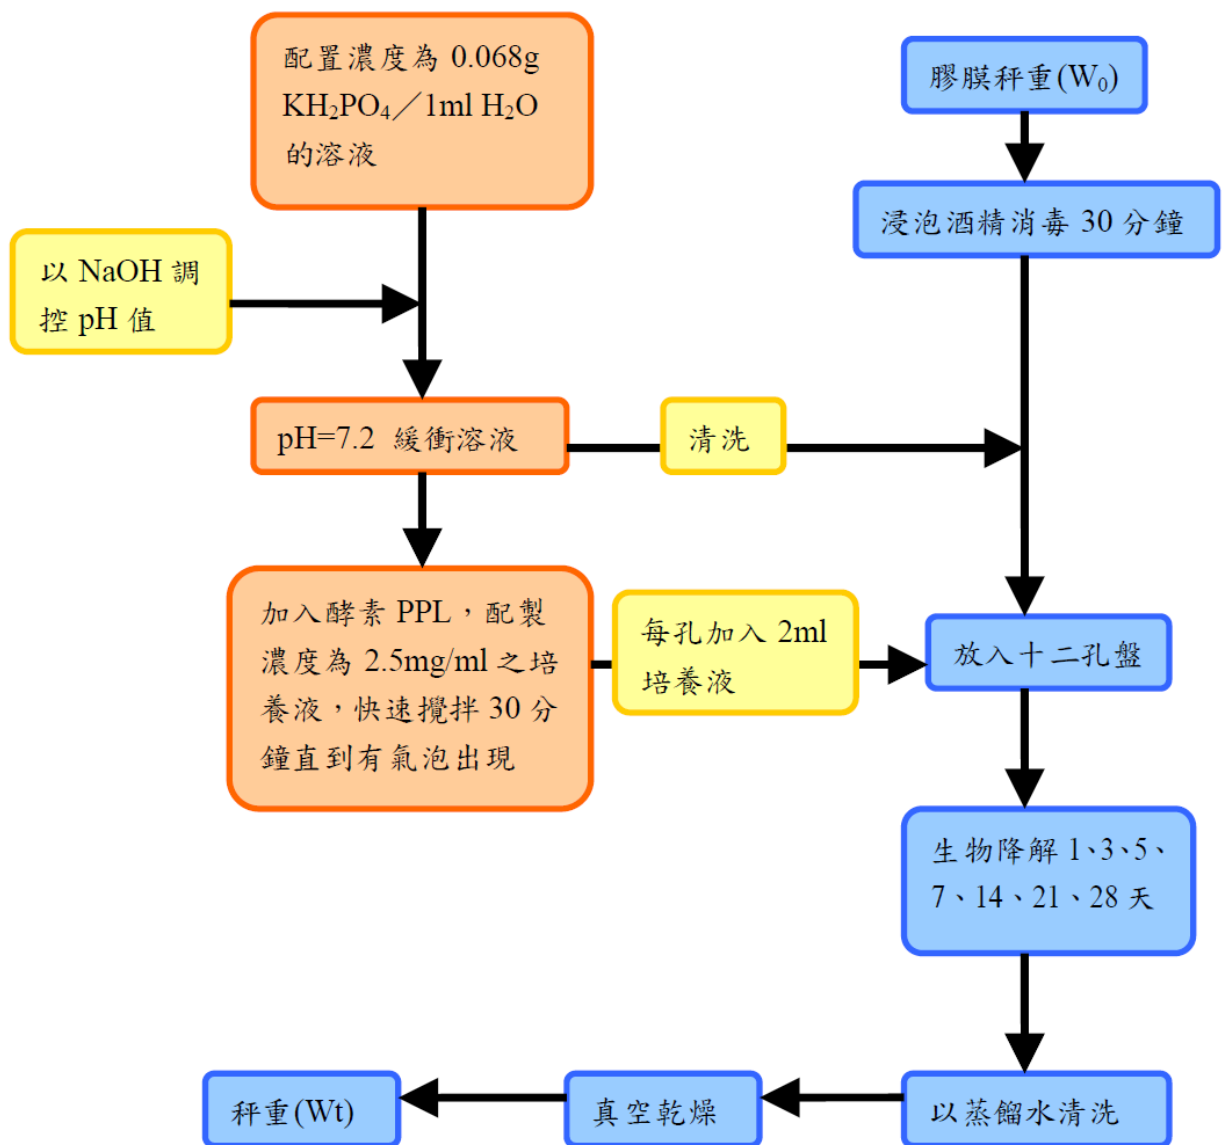 配置濃度為 0.068g
KH₂PO₄／1ml H₂O
的溶液
膠膜秤重(W₀)
浸泡酒精消毒 30 分鐘
以 NaOH 調
控 pH 值
pH=7.2 緩衝溶液
清洗
加入酵素 PPL，配製
濃度為 2.5mg/ml 之培
養液，快速攪拌 30 分
鐘直到有氣泡出現
每孔加入 2ml
培養液
放入十二孔盤
生物降解 1、3、5、
7、14、21、28 天
秤重(Wt)
真空乾燥
以蒸餾水清洗